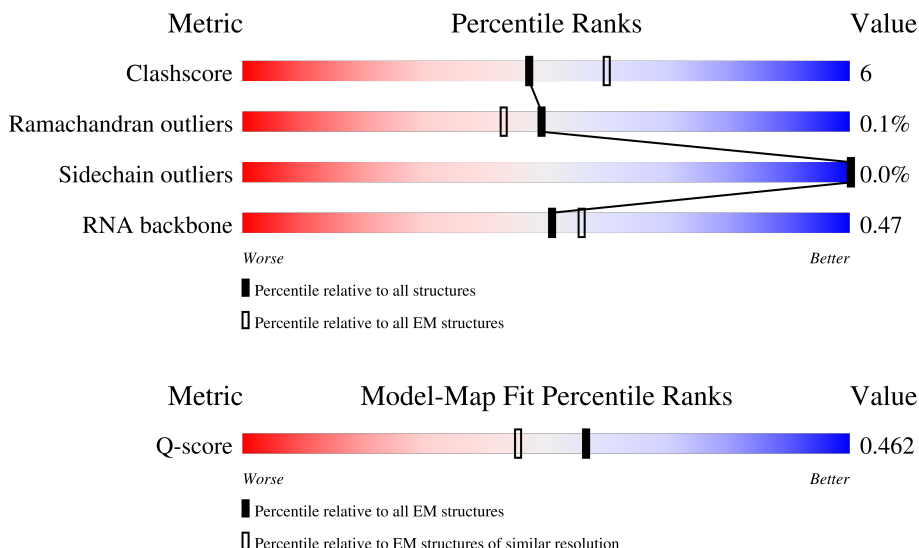 Metric Percentile Ranks Value
Clashscore 6
Ramachandran outliers 0.1%
Sidechain outliers 0.0%
RNA backbone 0.47
Worse Better
Percentile relative to all structures
Percentile relative to all EM structures
Metric Model-Map Fit Percentile Ranks Value
Q-score 0.462
Worse Better
Percentile relative to all EM structures
Percentile relative to EM structures of similar resolution